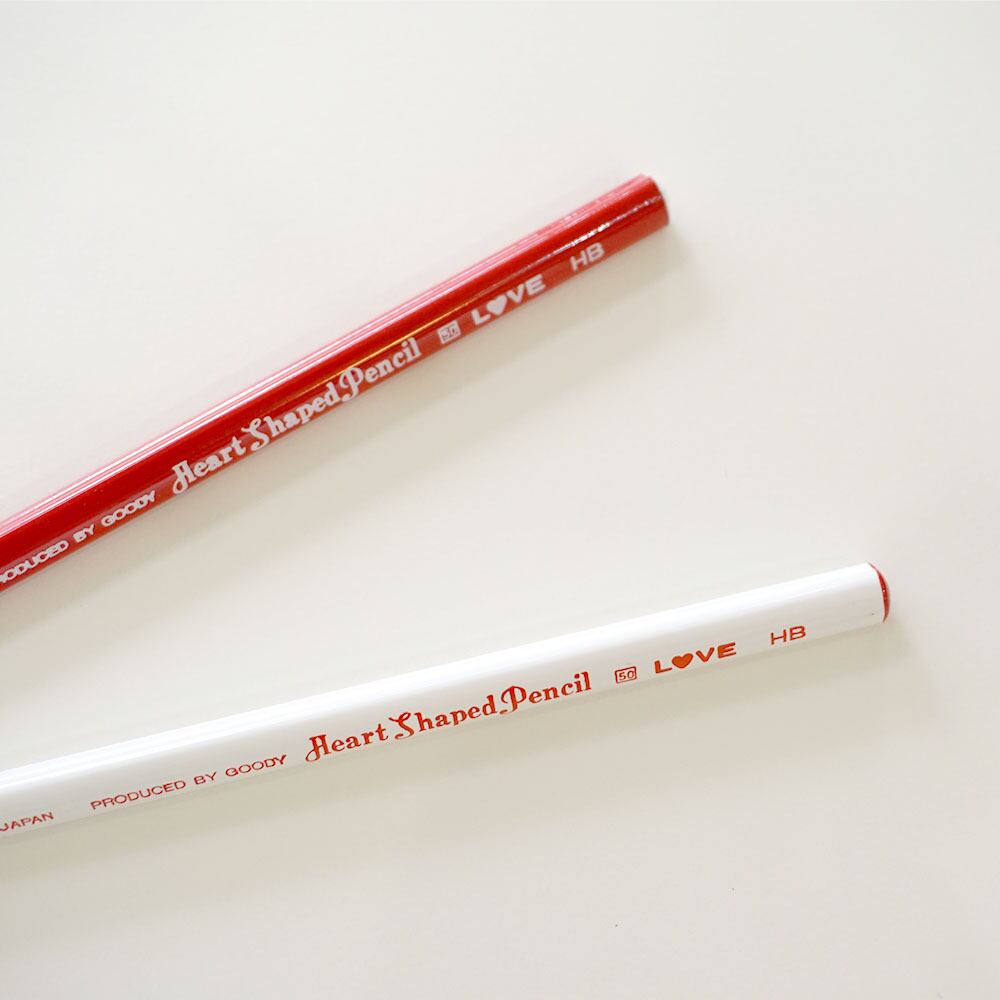 PRODUCED BY GOODY Heart Shaped Pencil 50 L♥VE HB
JAPAN PRODUCED BY GOODY Heart Shaped Pencil 50 L♥VE HB